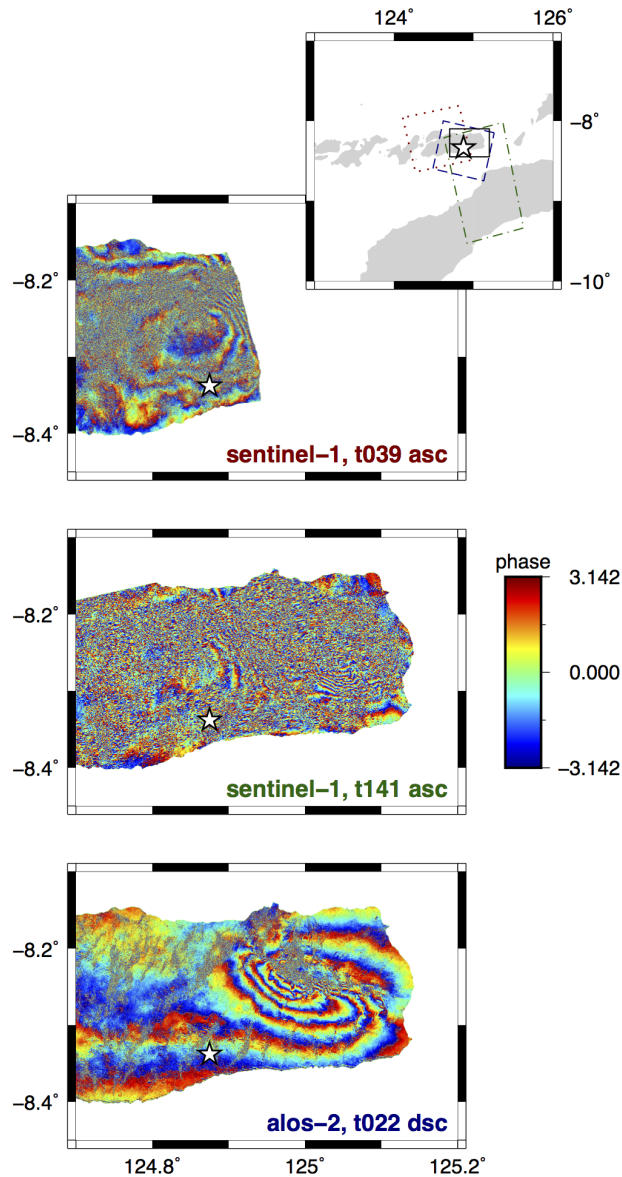 124˚ 126˚
−8˚
−10˚
−8.2˚
−8.4˚
sentinel−1, t039 asc
−8.2˚
−8.4˚
sentinel−1, t141 asc
phase
3.142
0.000
−3.142
−8.2˚
−8.4˚
alos−2, t022 dsc
124.8˚ 125˚ 125.2˚